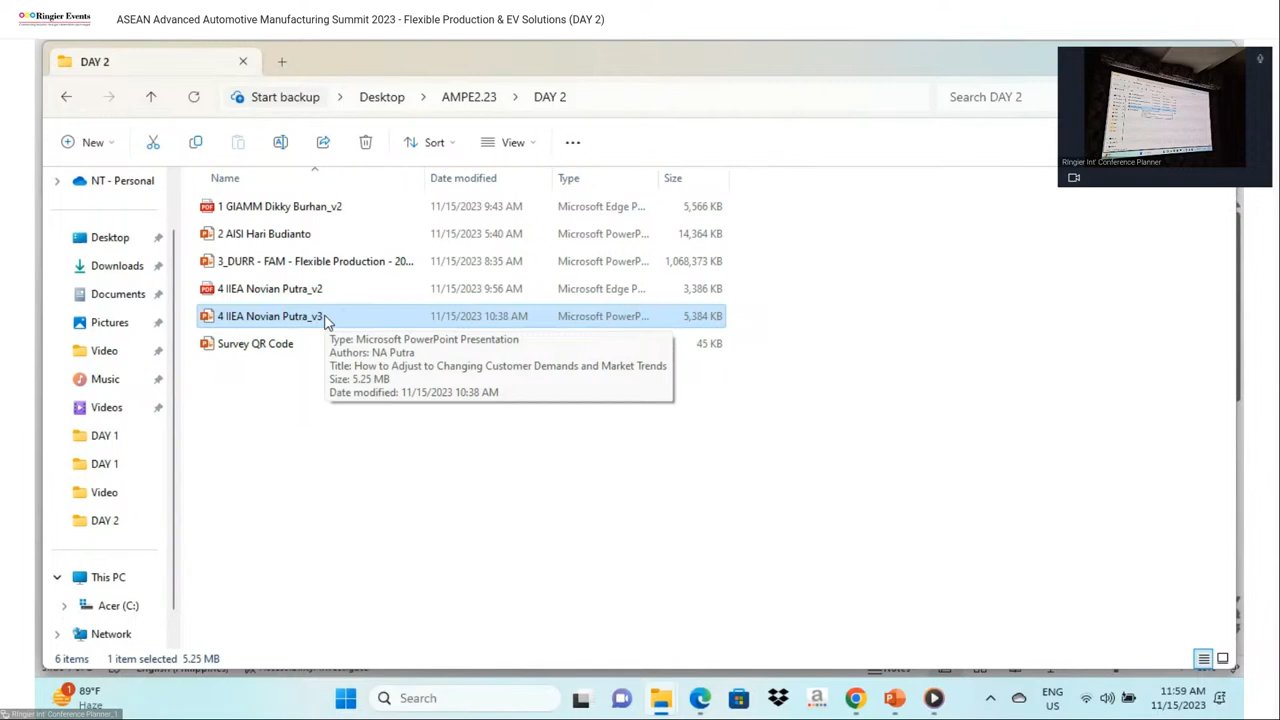 Ringier Events
ASEAN Advanced Automotive Manufacturing Summit 2023 - Flexible Production & EV Solutions (DAY 2)
DAY 2
Start backup
Desktop
AMPE2.23
DAY 2
Search DAY 2
Ringier Int' Conference Planner
New
Sort
View
NT - Personal
Desktop
Downloads
Documents
Pictures
Video
Music
Videos
DAY 1
DAY 1
Video
DAY 2
This PC
Acer (C:)
Network
Name Date modified Type Size
1 GIAMM Dikky Burhan_v2 11/15/2023 9:43 AM Microsoft Edge P... 5,566 KB
2 AISI Hari Budianto 11/15/2023 5:40 AM Microsoft PowerP... 14,364 KB
3_DURR - FAM - Flexible Production - 20... 11/15/2023 8:35 AM Microsoft PowerP... 1,068,373 KB
4 IIEA Novian Putra_v2 11/15/2023 9:56 AM Microsoft Edge P... 3,386 KB
4 IIEA Novian Putra_v3 11/15/2023 10:38 AM Microsoft PowerP... 5,384 KB
Survey QR Code 45 KB
Type: Microsoft PowerPoint Presentation
Authors: NA Putra
Title: How to Adjust to Changing Customer Demands and Market Trends
Size: 5.25 MB
Date modified: 11/15/2023 10:38 AM
6 items 1 item selected 5.25 MB
1
89°F
Haze
Search
ENG
US
11:59 AM
11/15/2023
Ringier Int' Conference Planner_1